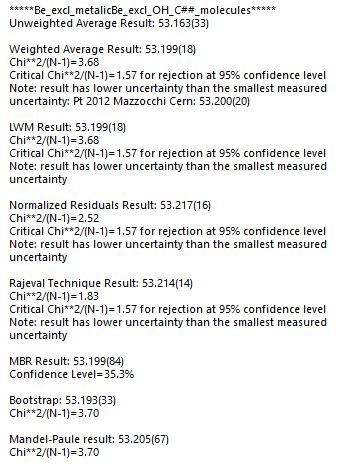 *****Be_excl_metalicBe_excl_OH_C##_molecules*****
Unweighted Average Result: 53.163(33)
Weighted Average Result: 53.199(18)
Chi**2/(N-1)=3.68
Critical Chi**2/(N-1)=1.57 for rejection at 95% confidence level
Note: result has lower uncertainty than the smallest measured
uncertainty: Pt 2012 Mazzocchi Cern: 53.200(20)
LWM Result: 53.199(18)
Chi**2/(N-1)=3.68
Critical Chi**2/(N-1)=1.57 for rejection at 95% confidence level
Note: result has lower uncertainty than the smallest measured
uncertainty
Normalized Residuals Result: 53.217(16)
Chi**2/(N-1)=2.52
Critical Chi**2/(N-1)=1.57 for rejection at 95% confidence level
Note: result has lower uncertainty than the smallest measured
uncertainty
Rajeval Technique Result: 53.214(14)
Chi**2/(N-1)=1.83
Critical Chi**2/(N-1)=1.57 for rejection at 95% confidence level
Note: result has lower uncertainty than the smallest measured
uncertainty
MBR Result: 53.199(84)
Confidence Level=35.3%
Bootstrap: 53.193(33)
Chi**2/(N-1)=3.70
Mandel-Paule result: 53.205(67)
Chi**2/(N-1)=3.70